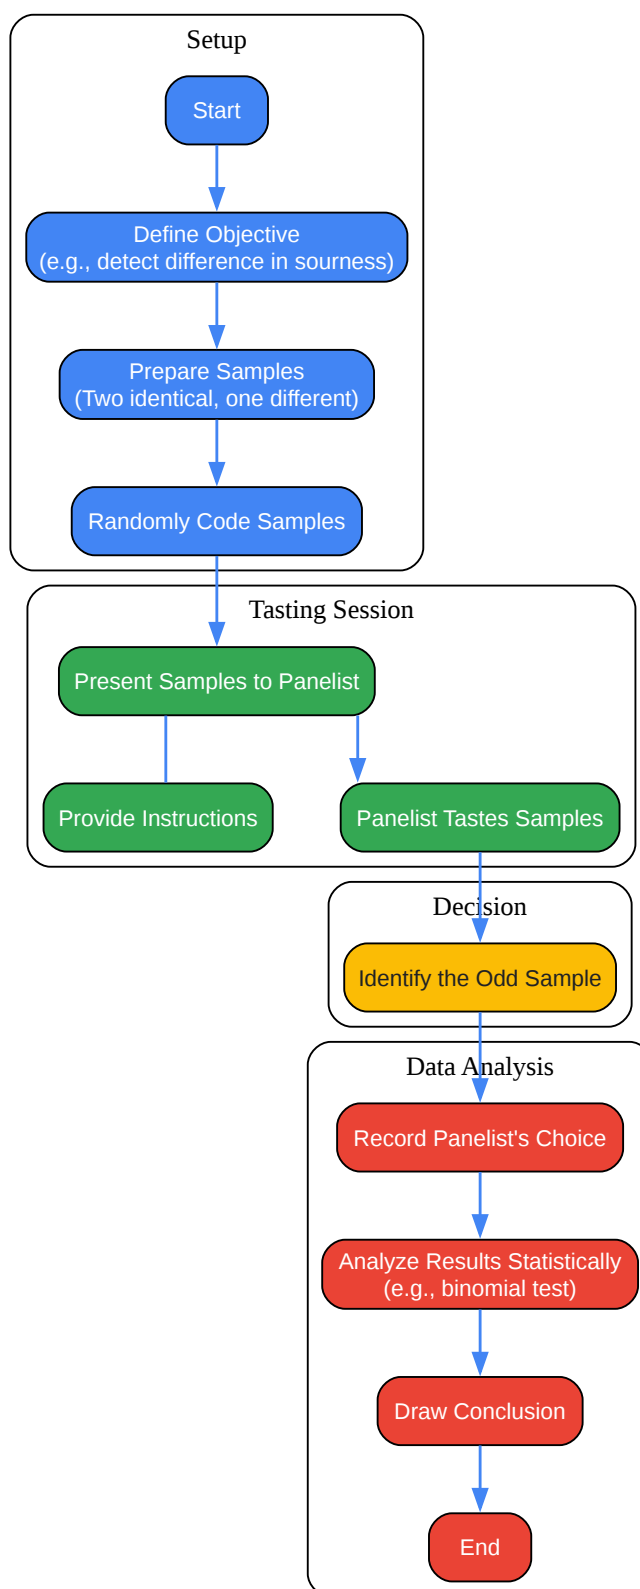 Setup
Start
Define Objective
(e.g., detect difference in sourness)
Prepare Samples
(Two identical, one different)
Randomly Code Samples
Tasting Session
Present Samples to Panelist
Provide Instructions
Panelist Tastes Samples
Decision
Identify the Odd Sample
Data Analysis
Record Panelist's Choice
Analyze Results Statistically
(e.g., binomial test)
Draw Conclusion
End